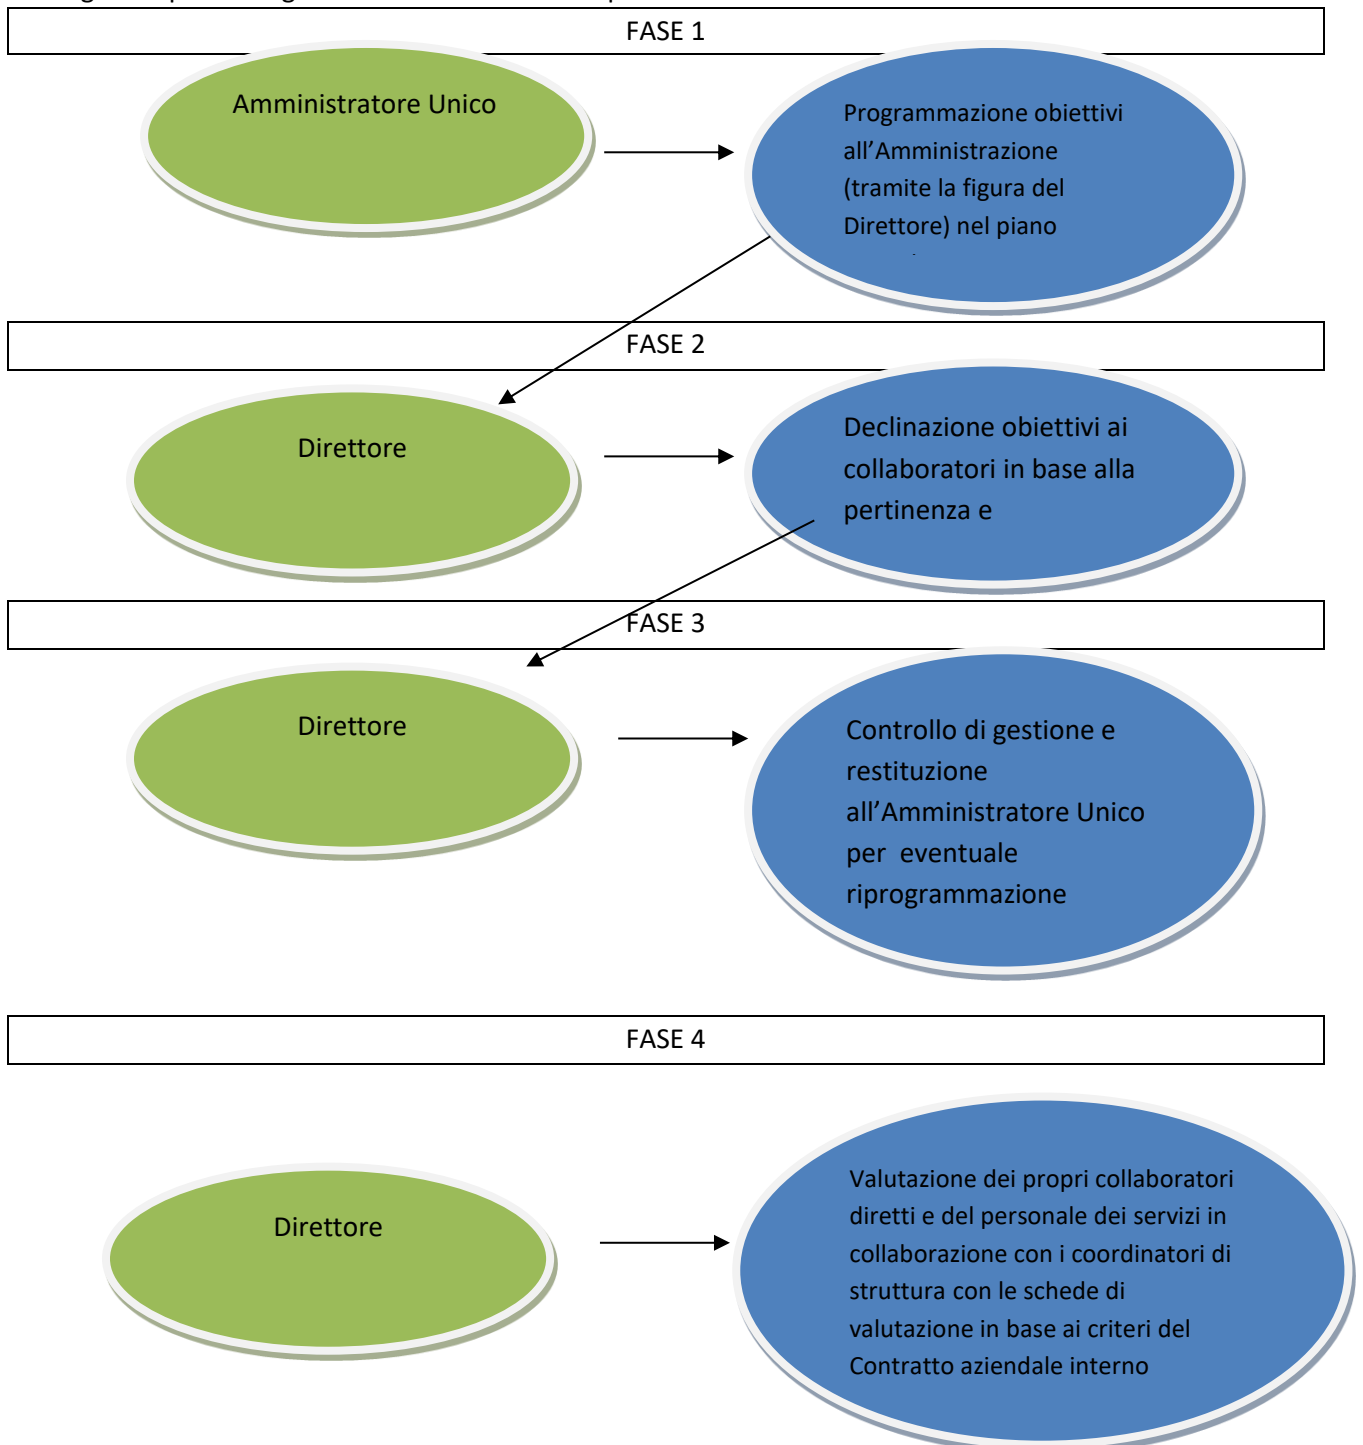 FASE 1
Amministratore Unico
Programmazione obiettivi
all’Amministrazione
(tramite la figura del
Direttore) nel piano
FASE 2
Direttore
Declinazione obiettivi ai
collaboratori in base alla
pertinenza e
FASE 3
Direttore
Controllo di gestione e
restituzione
all’Amministratore Unico
per eventuale
riprogrammazione
FASE 4
Direttore
Valutazione dei propri collaboratori
diretti e del personale dei servizi in
collaborazione con i coordinatori di
struttura con le schede di
valutazione in base ai criteri del
Contratto aziendale interno